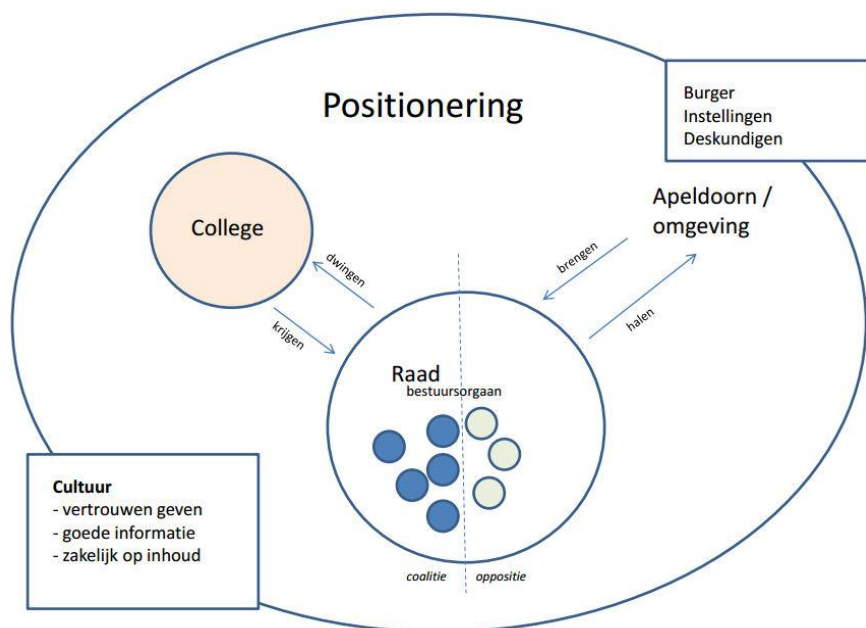 Positionering
Burger
Instellingen
Deskundigen
College
Apeldoorn /
omgeving
dwingen
krijgen
brengen
halen
Raad
bestuursorgaan
Cultuur
- vertrouwen geven
- goede informatie
- zakelijk op inhoud
coalitie
oppositie